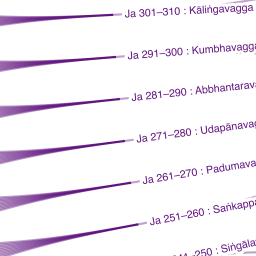 Ja 301–310 : Kāliṅgavagga
Ja 291–300 : Kumbhavagga
Ja 281–290 : Abbhantarava
Ja 271–280 : Udapānavag
Ja 261–270 : Padumava
Ja 251–260 : Saṅkapp
241–250 : Siṅgāla